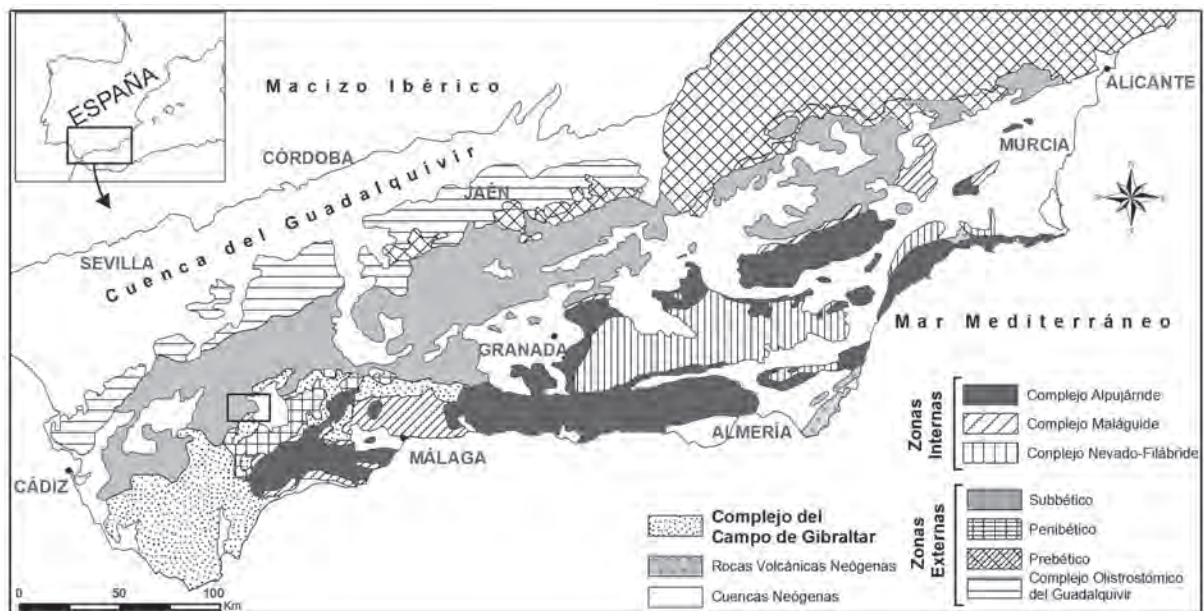 ESPAÑA
Macizo Ibérico
ALICANTE
MURCIA
CÓRDOBA
JAÉN
Cuenca del Guadalquivir
SEVILLA
Mar Mediterráneo
GRANADA
ALMERÍA
MÁLAGA
CÁDIZ
Zonas Internas
Complejo Alpujárride
Complejo Maláguide
Conplejo Nevado-Filábride
Zonas Externas
Subbético
Penibético
Prebético
Complejo Olistrostómico
del Guadalquivir
Complejo del
Campo de Gibraltar
Rocas Volcánicas Neógenas
Cuencas Neógenas
0 50 100
Km